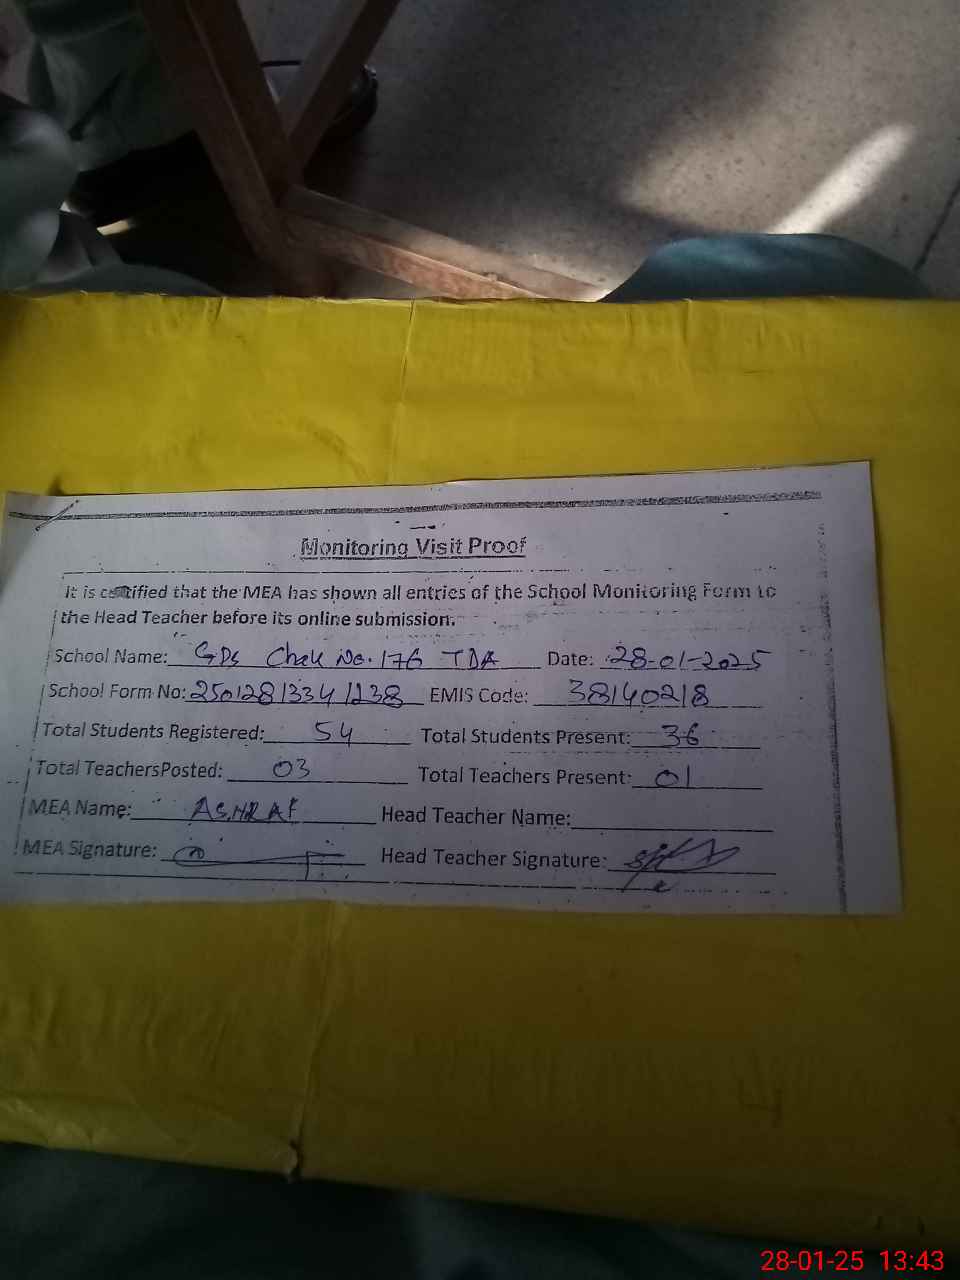 Monitoring Visit Proof
It is certified that the MEA has shown all entries of the School Monitoring Form to
the Head Teacher before its online submission.
School Name: GPS Chak No. 176 TDA Date: 28-01-2025
School Form No: 2501281334 1238 EMIS Code: 38140218
Total Students Registered: 54 Total Students Present: 36
Total TeachersPosted: 03 Total Teachers Present: 01
MEA Name: ASHRAF Head Teacher Name:
MEA Signature: Head Teacher Signature:
28-01-25 13:43